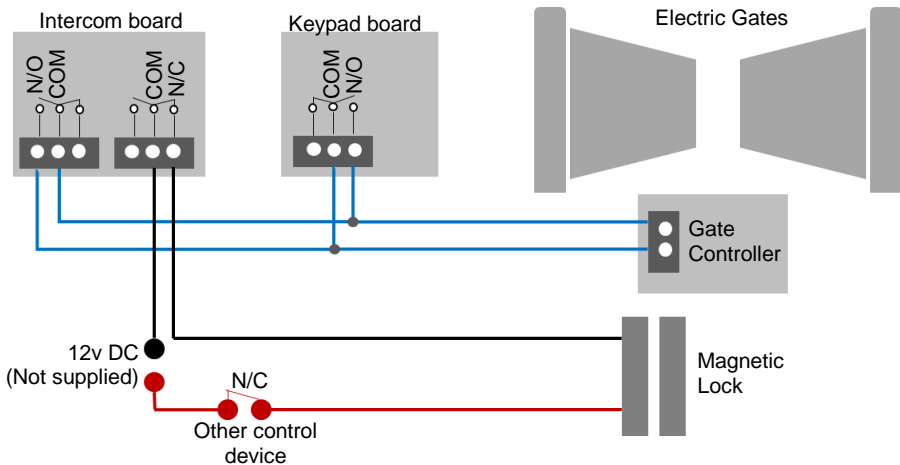 Intercom board
Keypad board
Electric Gates
N/O
COM
COM
N/C
COM
N/O
Gate
Controller
12v DC
(Not supplied)
N/C
Other control
device
Magnetic
Lock